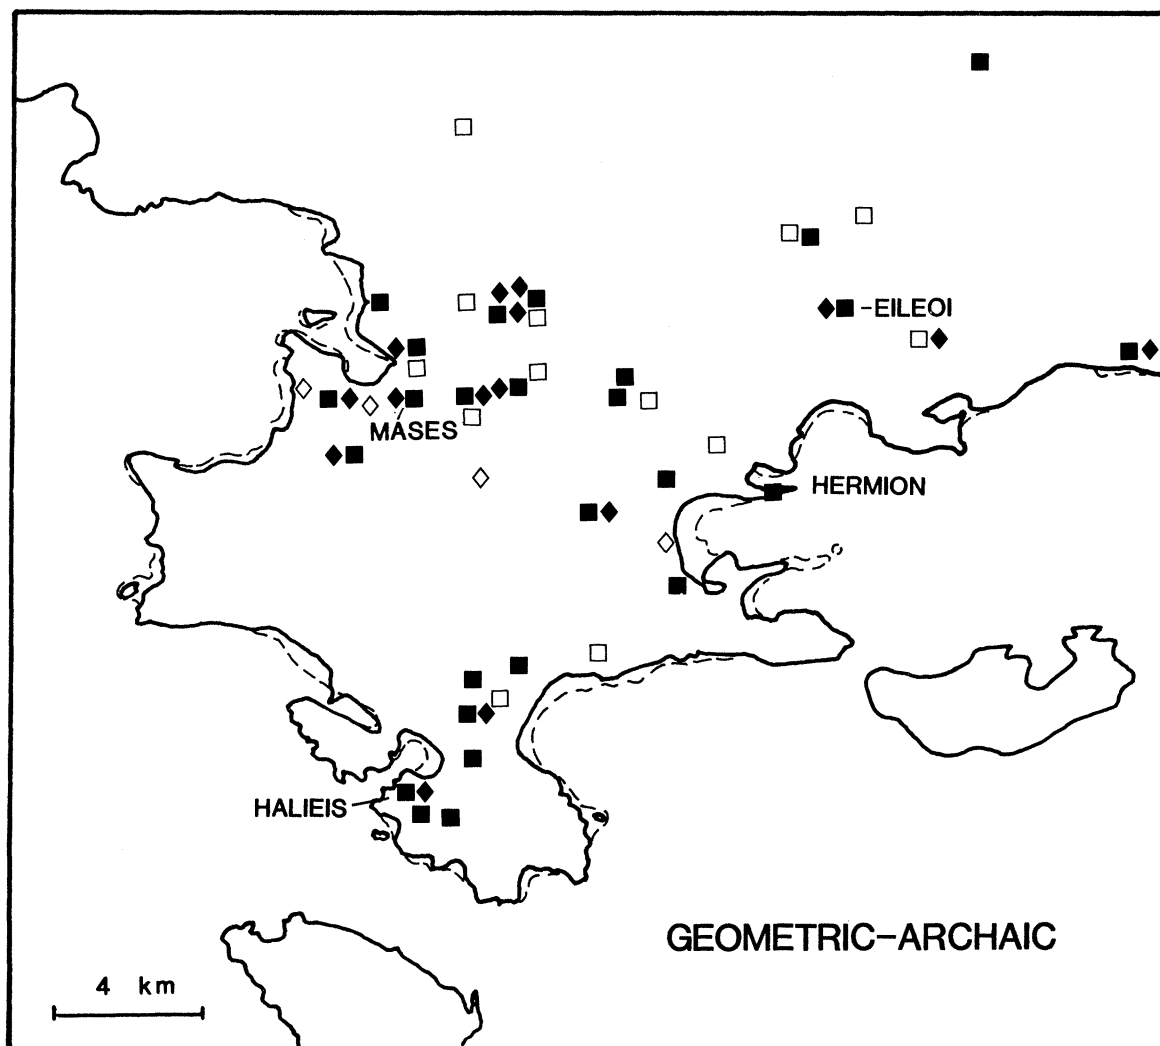 -EILEOI
MASES
HERMION
HALIEIS
GEOMETRIC-ARCHAIC
4 km